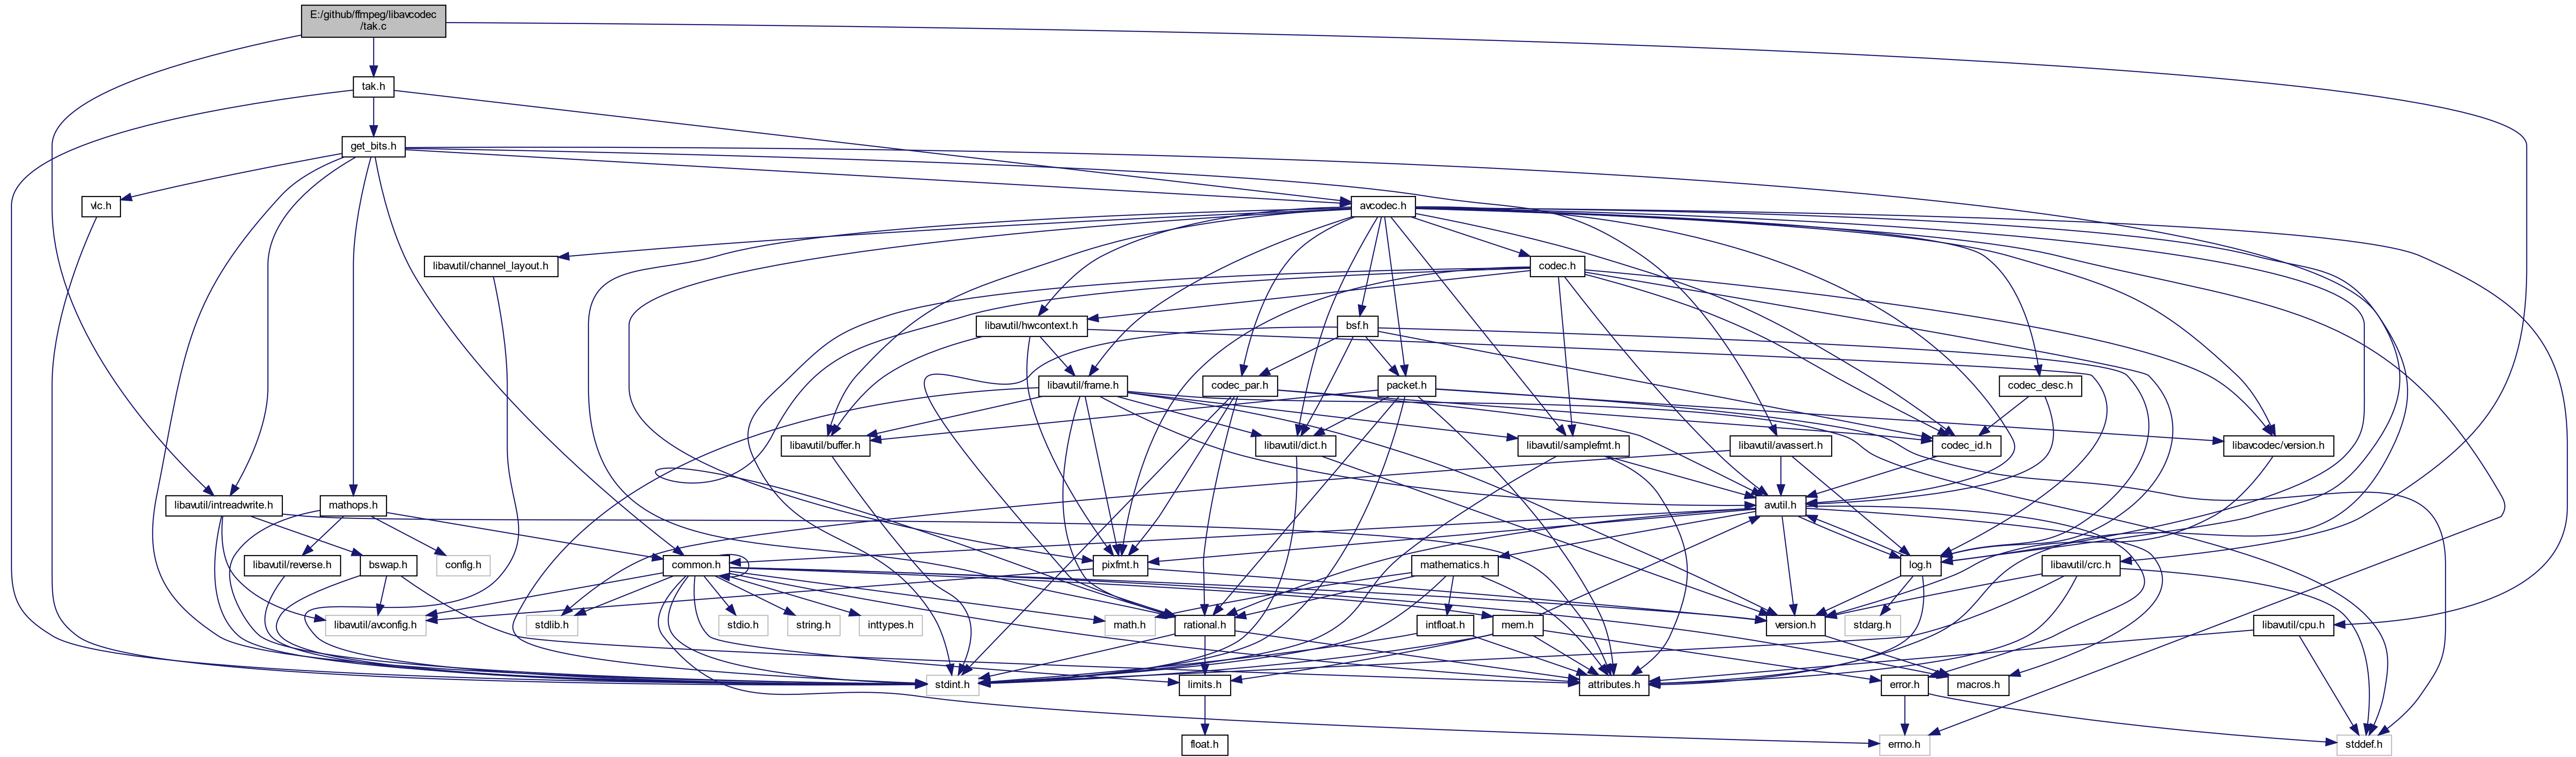 E:/github/ffmpeg/libavcodec
/tak.c
tak.h
get_bits.h
vlc.h
avcodec.h
libavutil/channel_layout.h
codec.h
libavutil/hwcontext.h
bsf.h
libavutil/frame.h
codec_par.h
packet.h
codec_desc.h
libavutil/buffer.h
libavutil/dict.h
libavutil/samplefmt.h
libavutil/avassert.h
codec_id.h
libavcodec/version.h
libavutil/intreadwrite.h
mathops.h
avutil.h
libavutil/reverse.h
bswap.h
config.h
common.h
pixfmt.h
mathematics.h
log.h
libavutil/crc.h
libavutil/avconfig.h
stdlib.h
stdio.h
string.h
inttypes.h
math.h
rational.h
intfloat.h
mem.h
version.h
stdarg.h
libavutil/cpu.h
stdint.h
limits.h
attributes.h
error.h
macros.h
float.h
errno.h
stddef.h